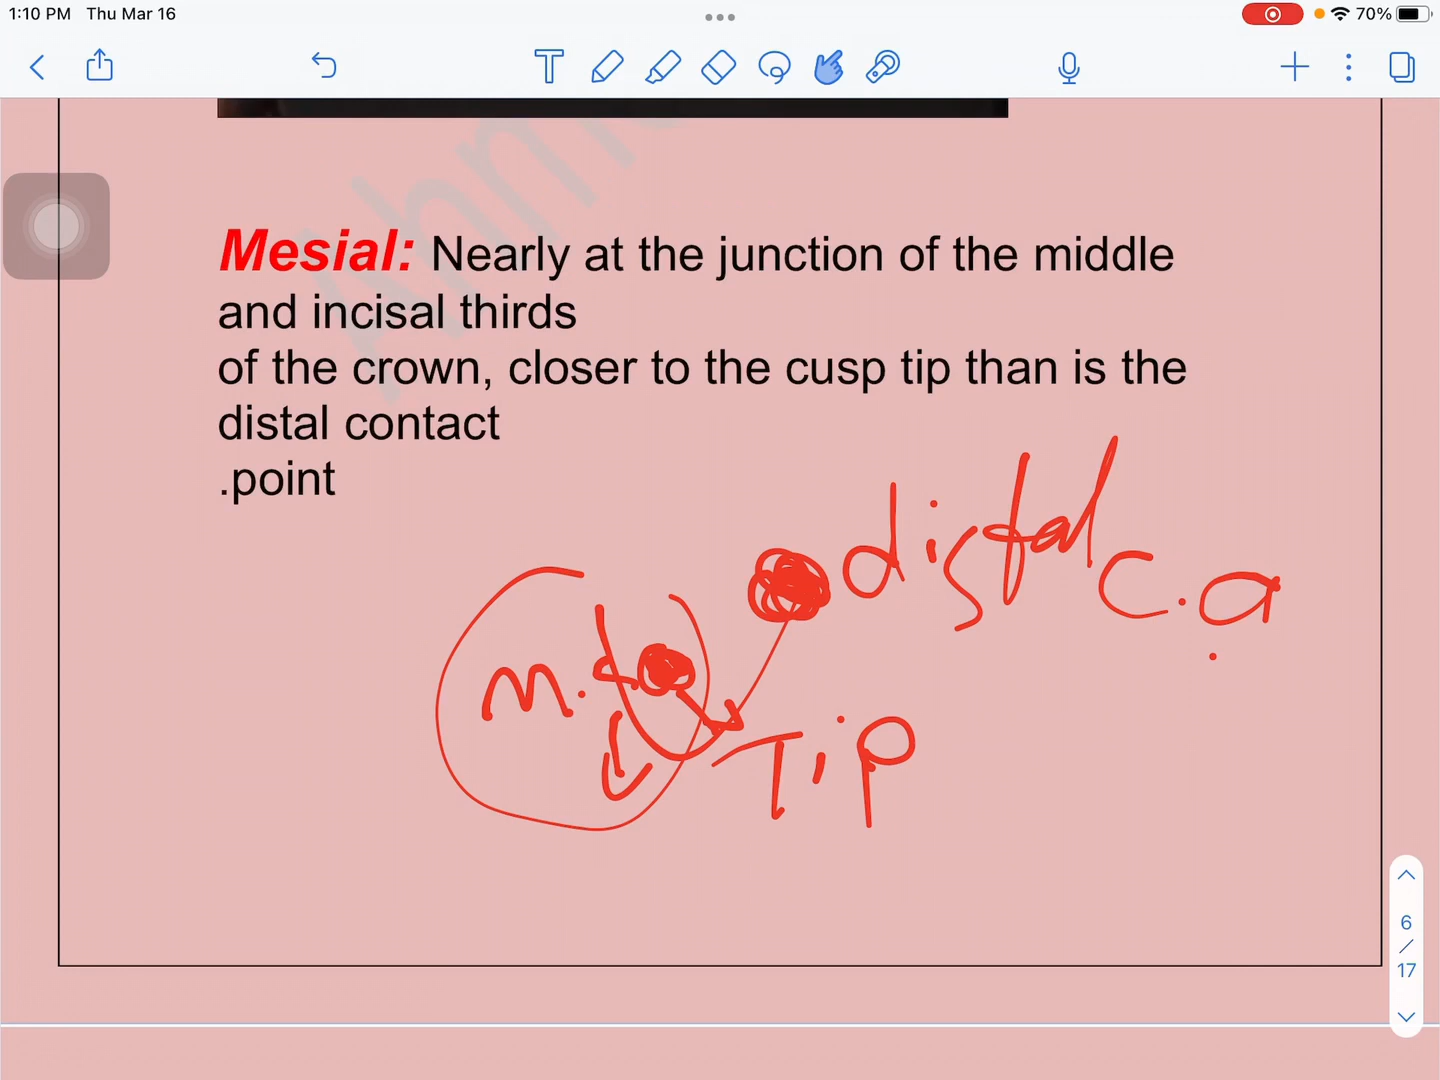 1:10 PM Thu Mar 16
70%
T
Ahm
Mesial: Nearly at the junction of the middle
and incisal thirds
of the crown, closer to the cusp tip than is the
distal contact
.point
distal c.a
m.
Tip
6
/
17